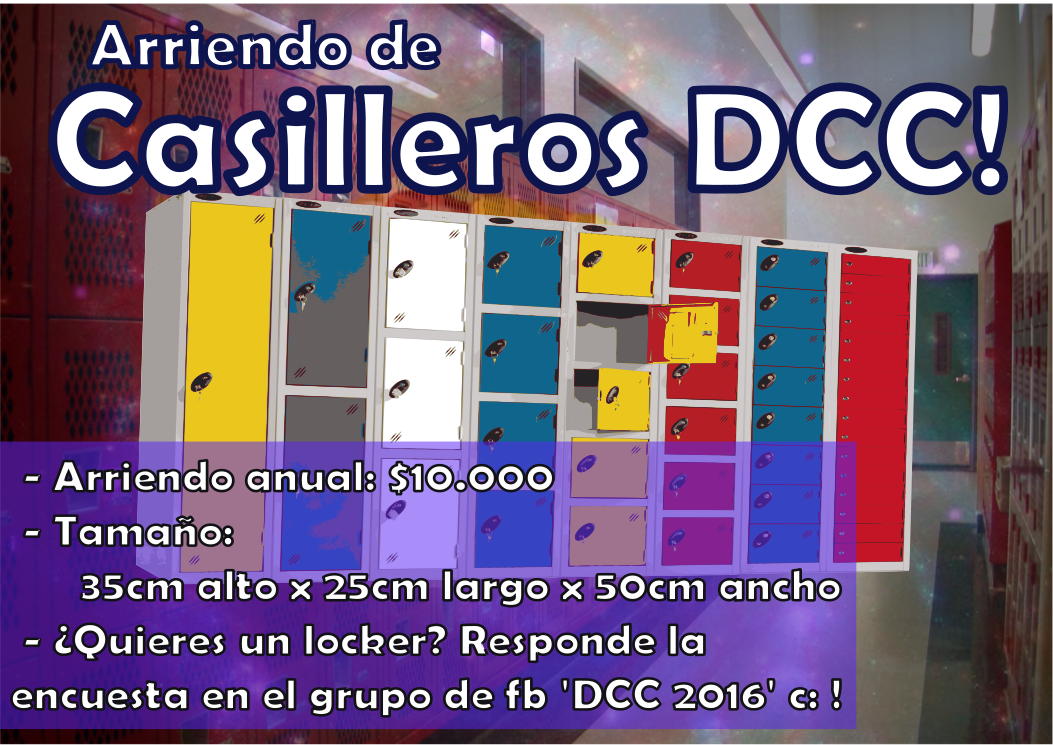 Arriendo de
Casilleros DCC!
- Arriendo anual: $10.000
- Tamaño:
35cm alto x 25cm largo x 50cm ancho
- ¿Quieres un locker? Responde la
encuesta en el grupo de fb 'DCC 2016' c: !